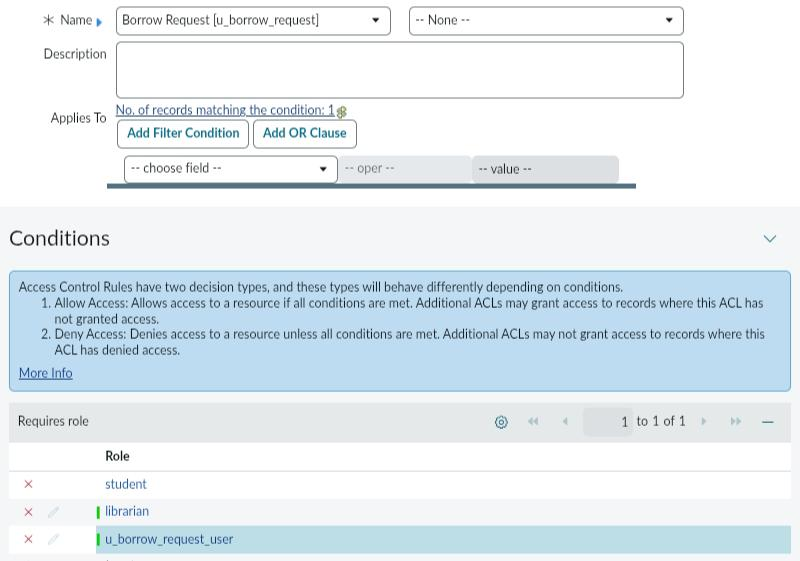 Name Borrow Request [u_borrow_request] -- None --
Description
Applies To
No. of records matching the condition: 1
Add Filter Condition Add OR Clause
-- choose field -- -- oper -- -- value --
Conditions
Access Control Rules have two decision types, and these types will behave differently depending on conditions.
1. Allow Access: Allows access to a resource if all conditions are met. Additional ACLs may grant access to records where this ACL has
not granted access.
2. Deny Access: Denies access to a resource unless all conditions are met. Additional ACLs may not grant access to records where this
ACL has denied access.
More Info
Requires role 1 to 1 of 1
Role
student
librarian
u_borrow_request_user